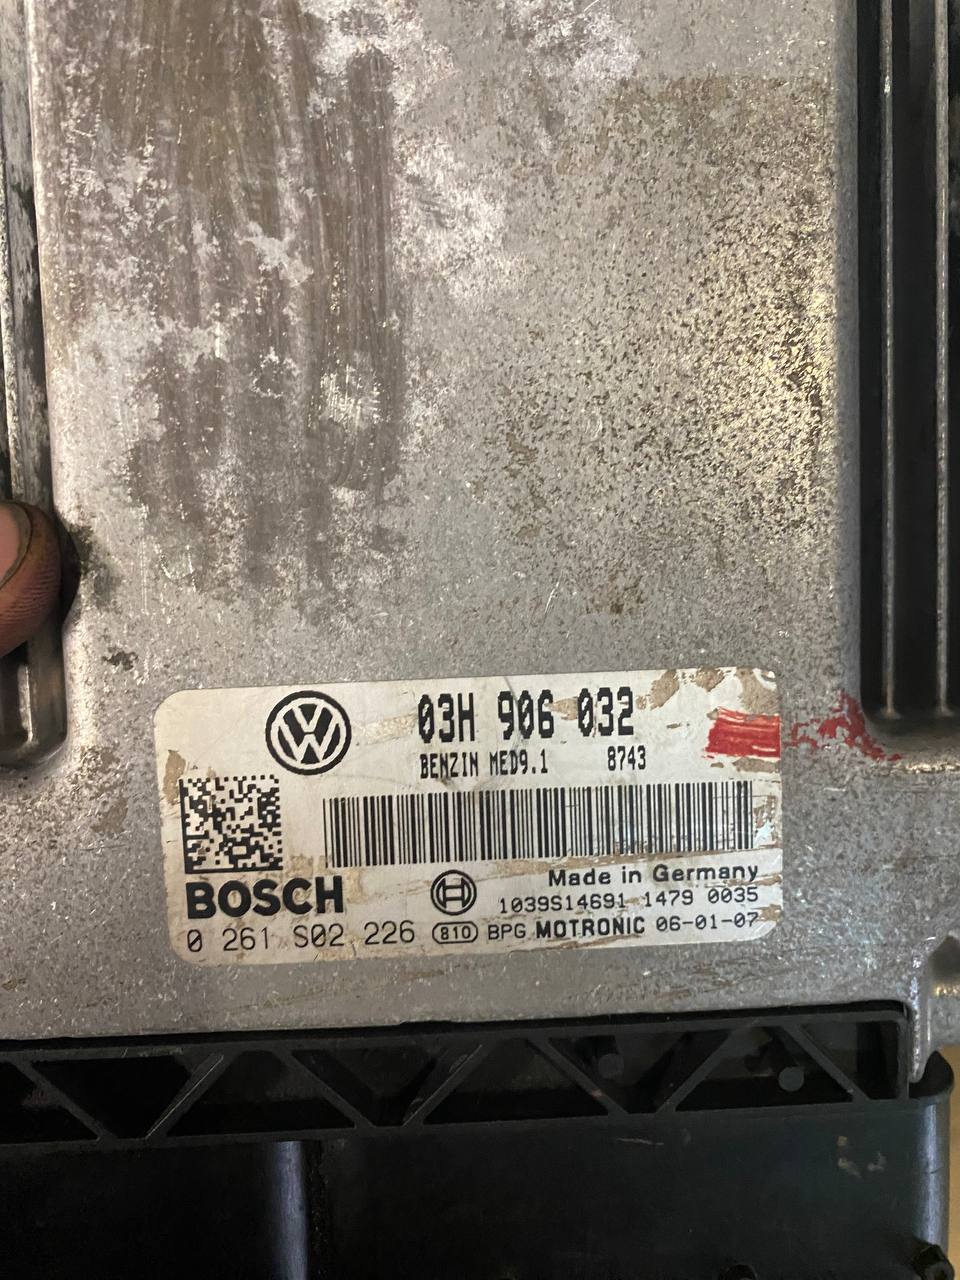 03H 906 032
BENZIN MED9.1 8743
BOSCH
Made in Germany
1039S14691 1479 0035
0 261 S02 226 810 BPG MOTRONIC 06-01-07